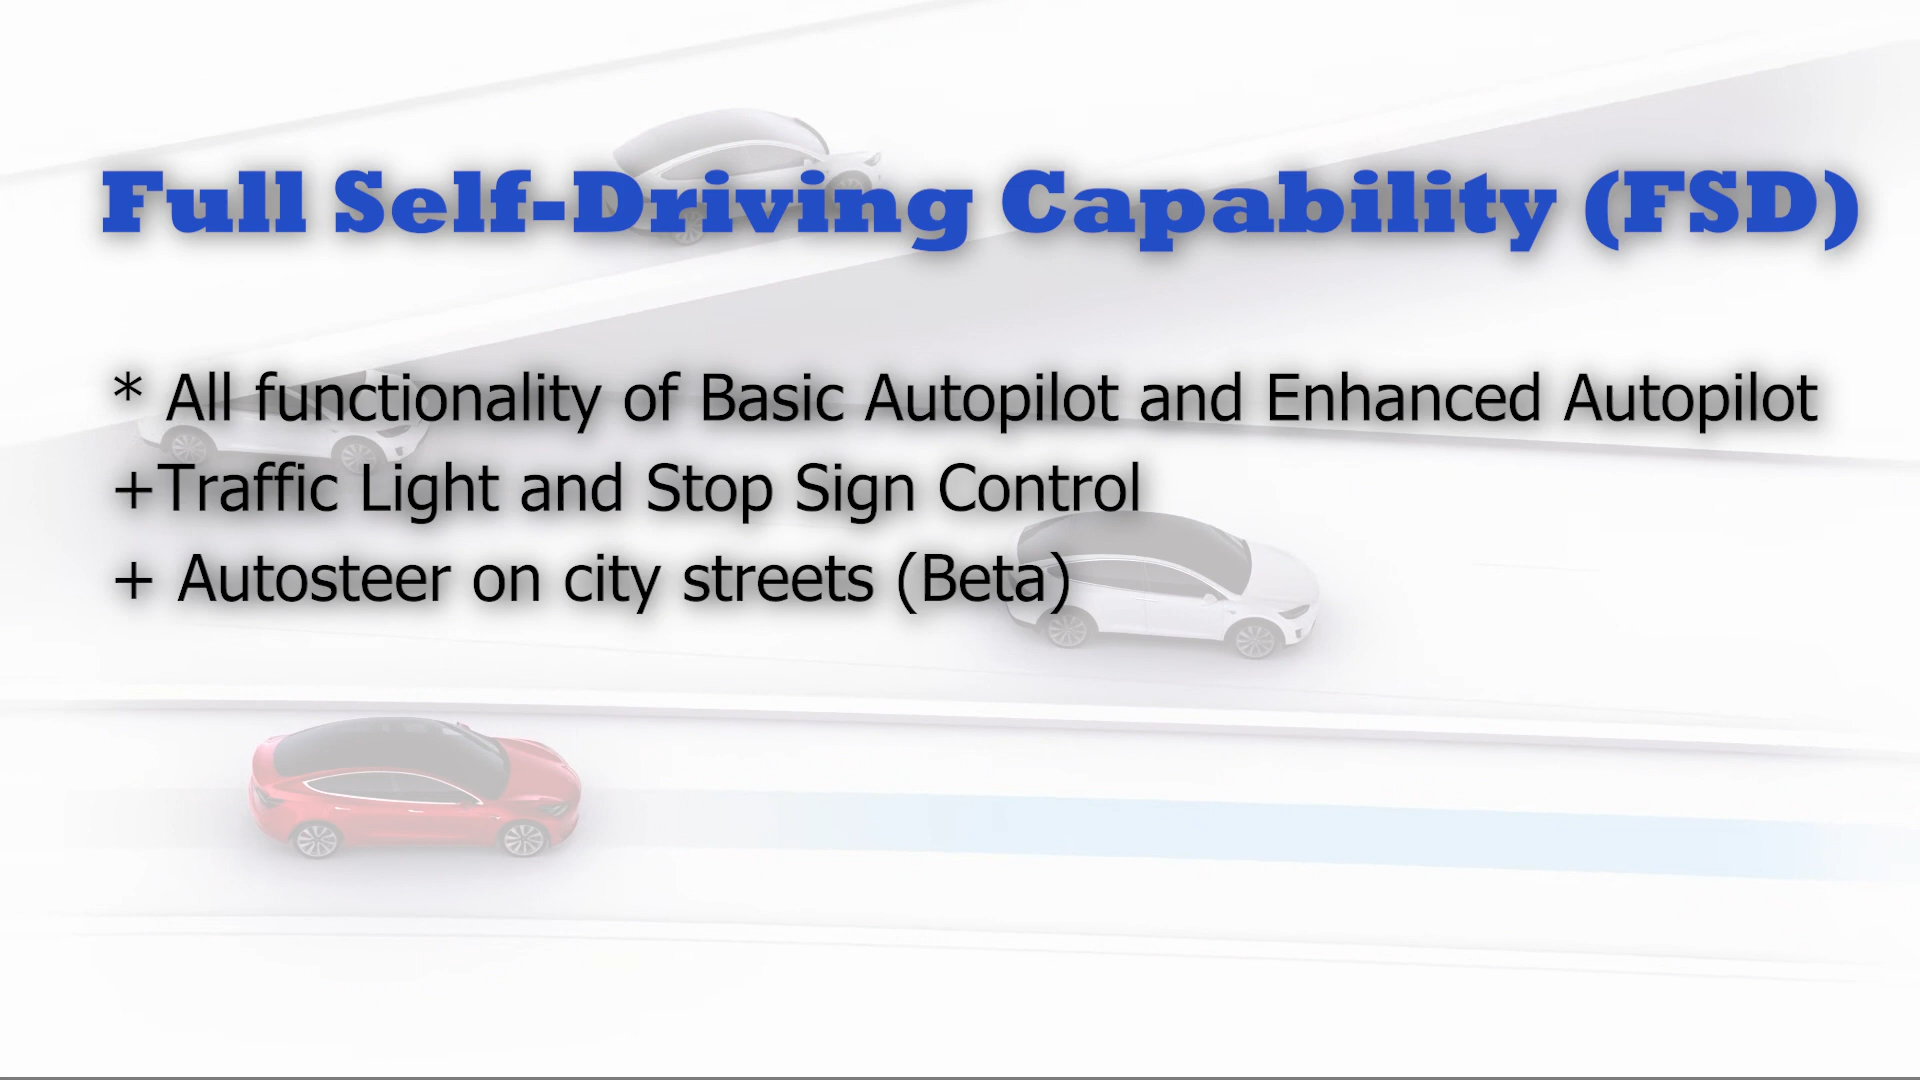 Full Self-Driving Capability (FSD)
* All functionality of Basic Autopilot and Enhanced Autopilot
+Traffic Light and Stop Sign Control
+ Autosteer on city streets (Beta)